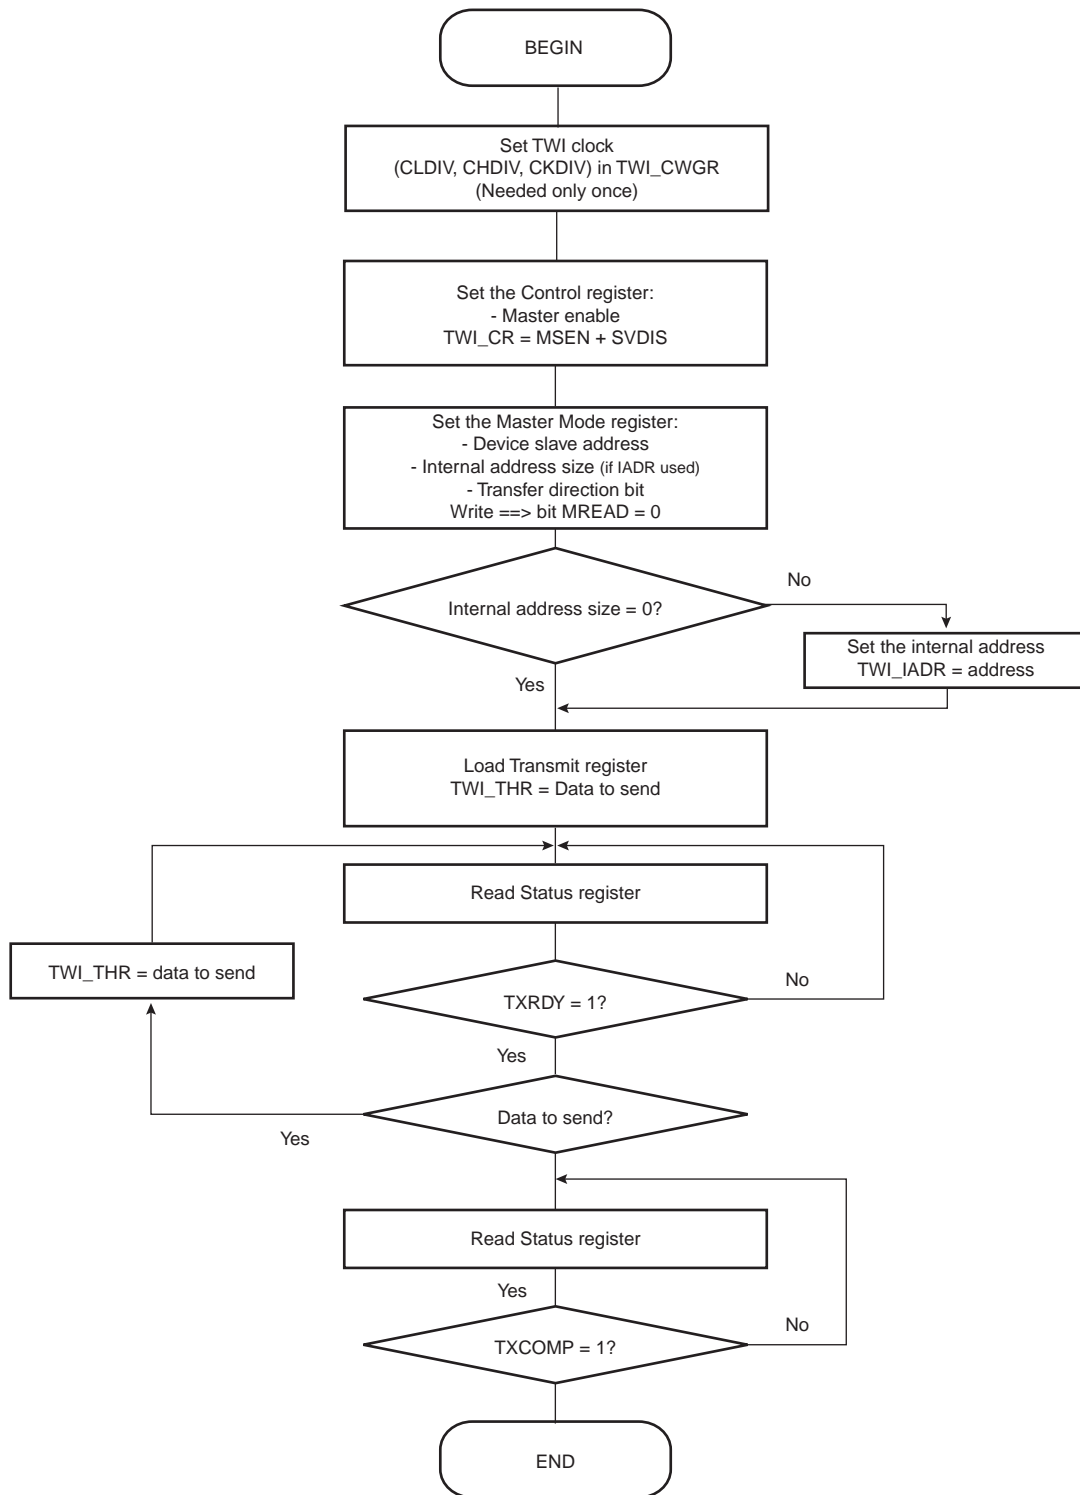 BEGIN
Set TWI clock
(CLDIV, CHDIV, CKDIV) in TWI_CWGR
(Needed only once)
Set the Control register:
- Master enable
TWI_CR = MSEN + SVDIS
Set the Master Mode register:
- Device slave address
- Internal address size (if IADR used)
- Transfer direction bit
Write ==> bit MREAD = 0
No
Internal address size = 0?
Set the internal address
TWI_IADR = address
Yes
Load Transmit register
TWI_THR = Data to send
Read Status register
TWI_THR = data to send
No
TXRDY = 1?
Yes
Data to send?
Yes
Read Status register
Yes
No
TXCOMP = 1?
END